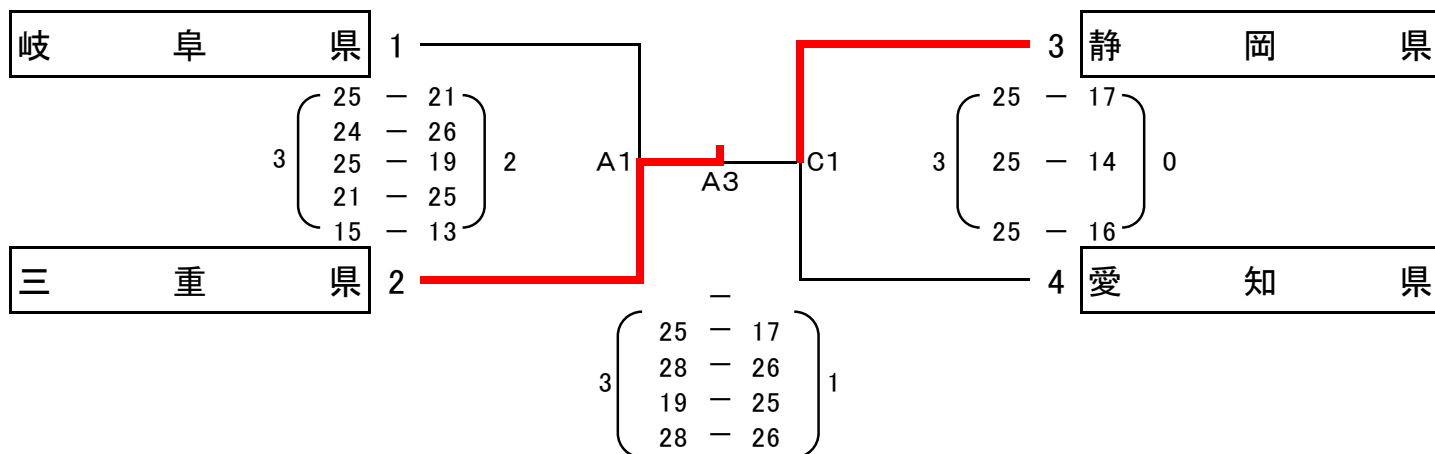 岐阜県 1
3 静岡県
25 － 21
24 － 26
3 25 － 19 2
21 － 25
15 － 13
25 － 17
3 25 － 14 0
25 － 16
A1
A3
C1
三重県 2
4 愛知県
－
25 － 17
28 － 26
3 1
19 － 25
28 － 26